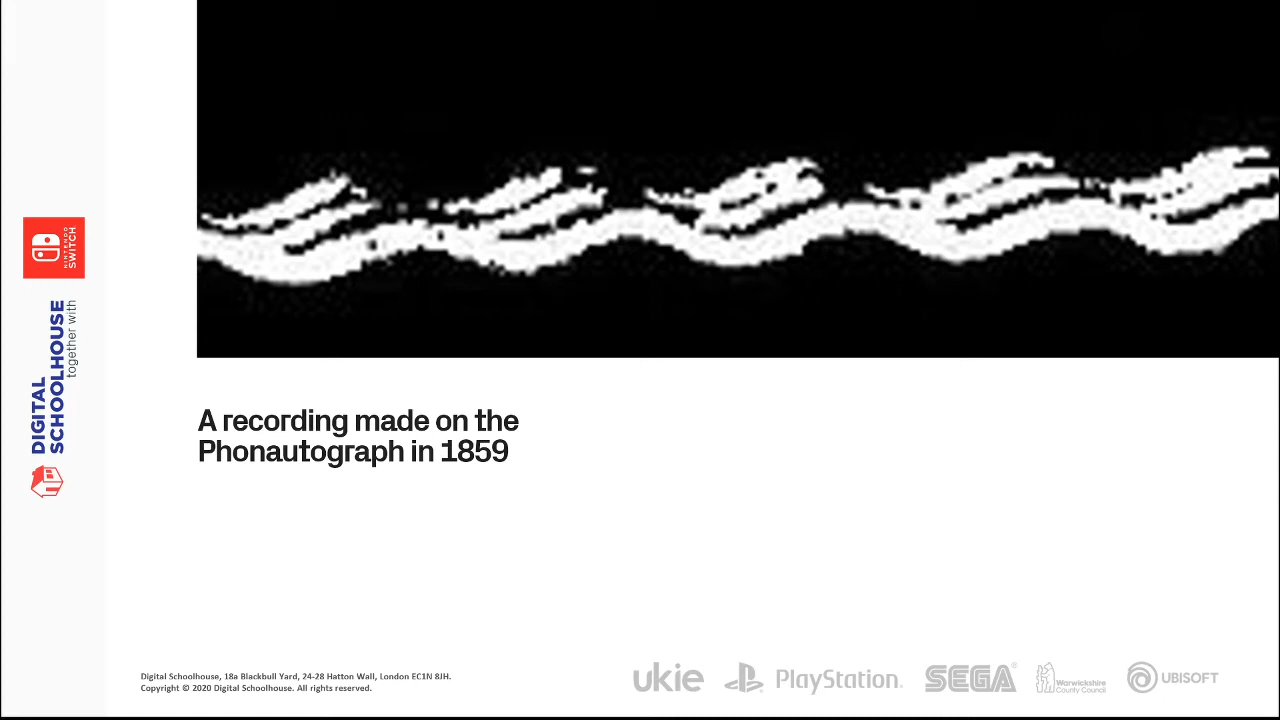 NINTENDO
SWITCH
DIGITAL
SCHOOLHOUSE
together with
A recording made on the
Phonautograph in 1859
Digital Schoolhouse, 18a Blackbull Yard, 24-28 Hatton Wall, London EC1N 8JH.
Copyright © 2020 Digital Schoolhouse. All rights reserved.
ukie
PlayStation
SEGA®
Warwickshire
County Council
UBISOFT